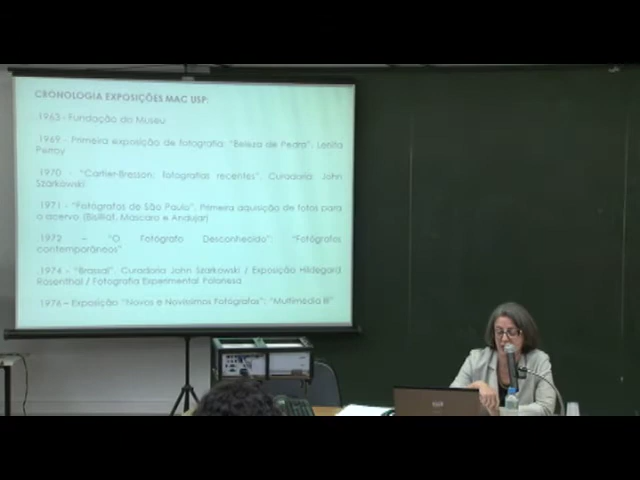 CRONOLOGIA EXPOSIÇÕES MAC USP:
1963 - Fundação do Museu
1969 - Primeira exposição de fotografia: "Beleza de Pedra". Lenita
Perroy
1970 - "Cartier-Bresson, fotografias recentes". Curadoria: John
Szarkowski
1971 - "Fotógrafos de São Paulo". Primeira aquisição de fotos para
o acervo (Bisilliat, Mascaro e Andujar)
1972 – "O Fotógrafo Desconhecido"; "Fotógrafos
contemporâneos"
1974 - "Brassaï". Curadoria John Szarkowski / Exposição Hildegard
Rosenthal / Fotografia Experimental Polonesa
1976 – Exposição "Novos e Novíssimos Fotógrafos"; "Multimedia III"